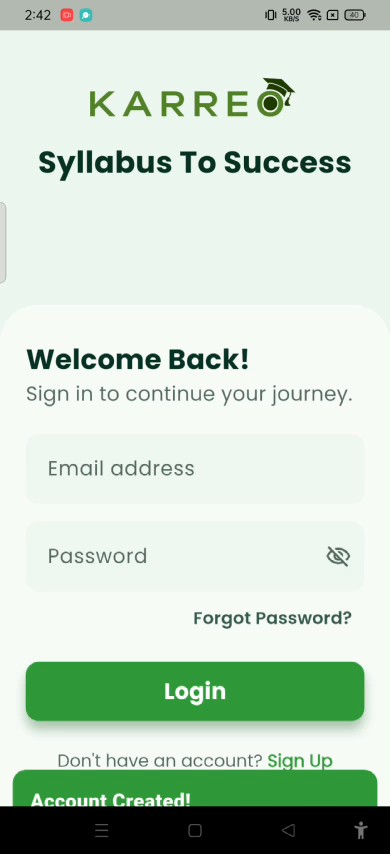 2:42
5.00
KB/S
40
KARREO
Syllabus To Success
Welcome Back!
Sign in to continue your journey.
Email address
Password
Forgot Password?
Login
Don't have an account? Sign Up
Account Created!